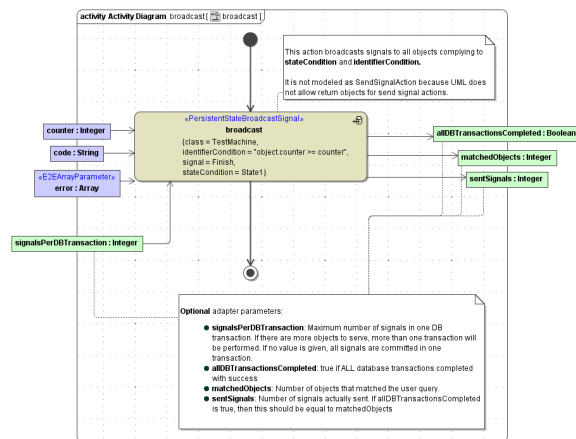 activity Activity Diagram broadcast [ broadcast ]
This action broadcasts signals to all objects complying to
stateCondition and identifierCondition.
It is not modeled as SendSignalAction because UML does
not allow return objects for send signal actions.
«PersistentStateBroadcastSignal»
broadcast
{class = TestMachine,
identifierCondition = "object.counter >= counter",
signal = Finish,
stateCondition = State1}
counter : Integer
code : String
«E2EArrayParameter»
error : Array
signalsPerDBTransaction : Integer
allDBTransactionsCompleted : Boolean
matchedObjects : Integer
sentSignals : Integer
Optional adapter parameters:
● signalsPerDBTransaction: Maximum number of signals in one DB
transaction. If there are more objects to serve, more than one transaction will
be performed. If no value is given, all signals are committed in one
transaction.
● allDBTransactionsCompleted: true if ALL database transactions completed
with success
● matchedObjects: Number of objects that matched the user query.
● sentSignals: Number of signals actually sent. If allDBTransactionsCompleted
is true, then this should be equal to matchedObjects